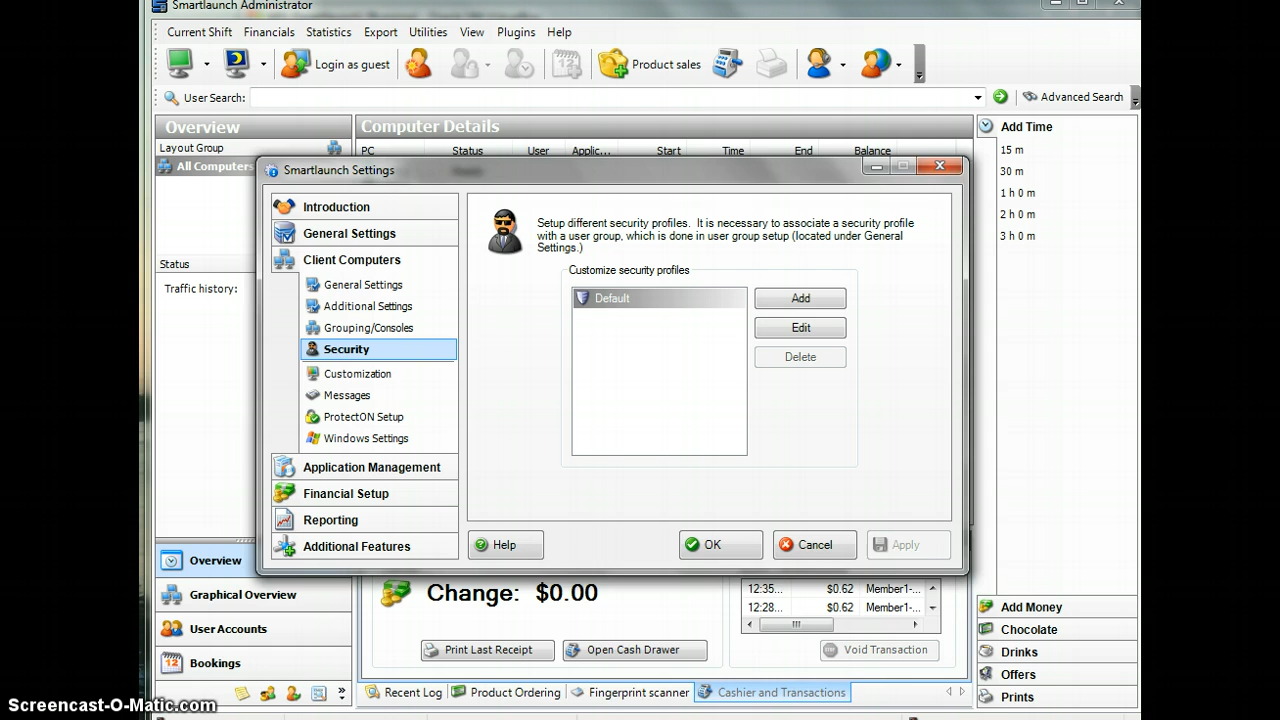 Smartlaunch Administrator
Current Shift Financials Statistics Export Utilities View Plugins Help
Login as guest Product sales
User Search: Advanced Search
Overview
Layout Group
All Computers
Status
Traffic history:
Computer Details
PC Status User Applic... Start Time End Balance
Add Time
15 m
30 m
1 h 0 m
2 h 0 m
3 h 0 m
Smartlaunch Settings
Introduction
General Settings
Client Computers
General Settings
Additional Settings
Grouping/Consoles
Security
Customization
Messages
ProtectON Setup
Windows Settings
Application Management
Financial Setup
Reporting
Additional Features
Setup different security profiles. It is necessary to associate a security profile
with a user group, which is done in user group setup (located under General
Settings.)
Customize security profiles
Default
Add
Edit
Delete
Help OK Cancel Apply
Overview
Graphical Overview
User Accounts
Bookings
Change: $0.00
12:35... $0.62 Member1-...
12:28... $0.62 Member1-...
Print Last Receipt Open Cash Drawer Void Transaction
Recent Log Product Ordering Fingerprint scanner Cashier and Transactions
Add Money
Chocolate
Drinks
Offers
Prints
Screencast-O-Matic.com